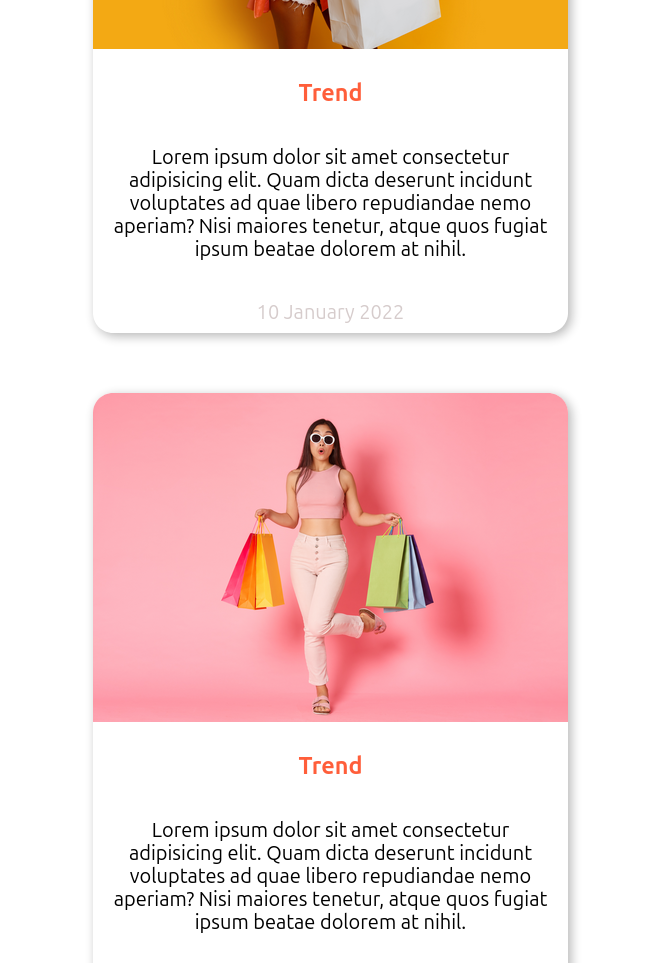 Trend
Lorem ipsum dolor sit amet consectetur
adipisicing elit. Quam dicta deserunt incidunt
voluptates ad quae libero repudiandae nemo
aperiam? Nisi maiores tenetur, atque quos fugiat
ipsum beatae dolorem at nihil.
10 January 2022
Trend
Lorem ipsum dolor sit amet consectetur
adipisicing elit. Quam dicta deserunt incidunt
voluptates ad quae libero repudiandae nemo
aperiam? Nisi maiores tenetur, atque quos fugiat
ipsum beatae dolorem at nihil.